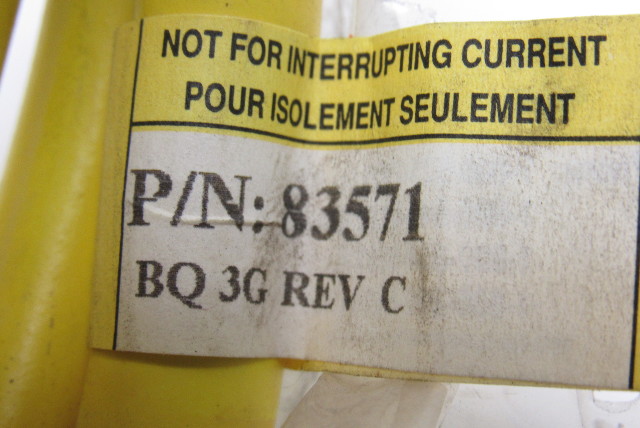 NOT FOR INTERRUPTING CURRENT
POUR ISOLEMENT SEULEMENT
P/N: 83571
BQ 3G REV C